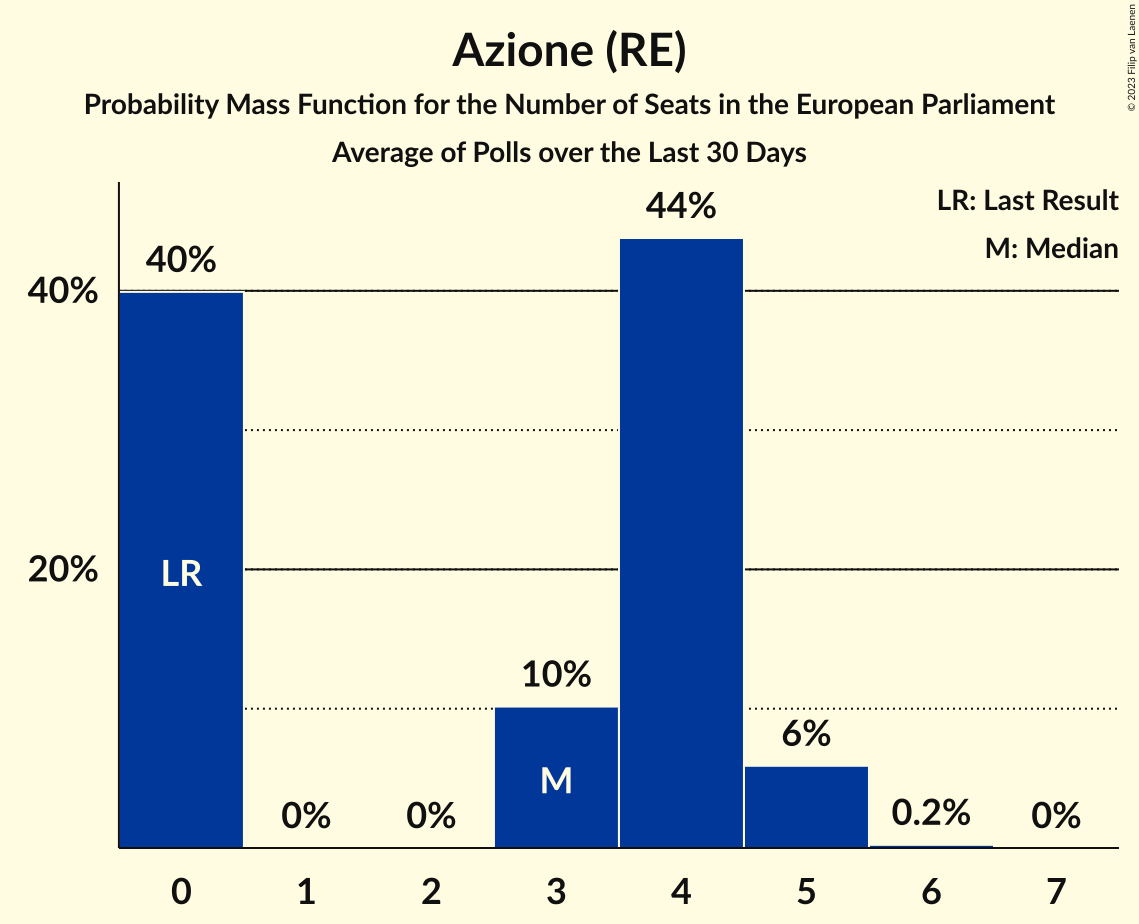 Azione (RE)
Probability Mass Function for the Number of Seats in the European Parliament
Average of Polls over the Last 30 Days
© 2023 Filip van Laenen
LR: Last Result
M: Median
40%
20%
40%
0%
0%
10%
44%
6%
0.2%
0%
LR
M
0 1 2 3 4 5 6 7